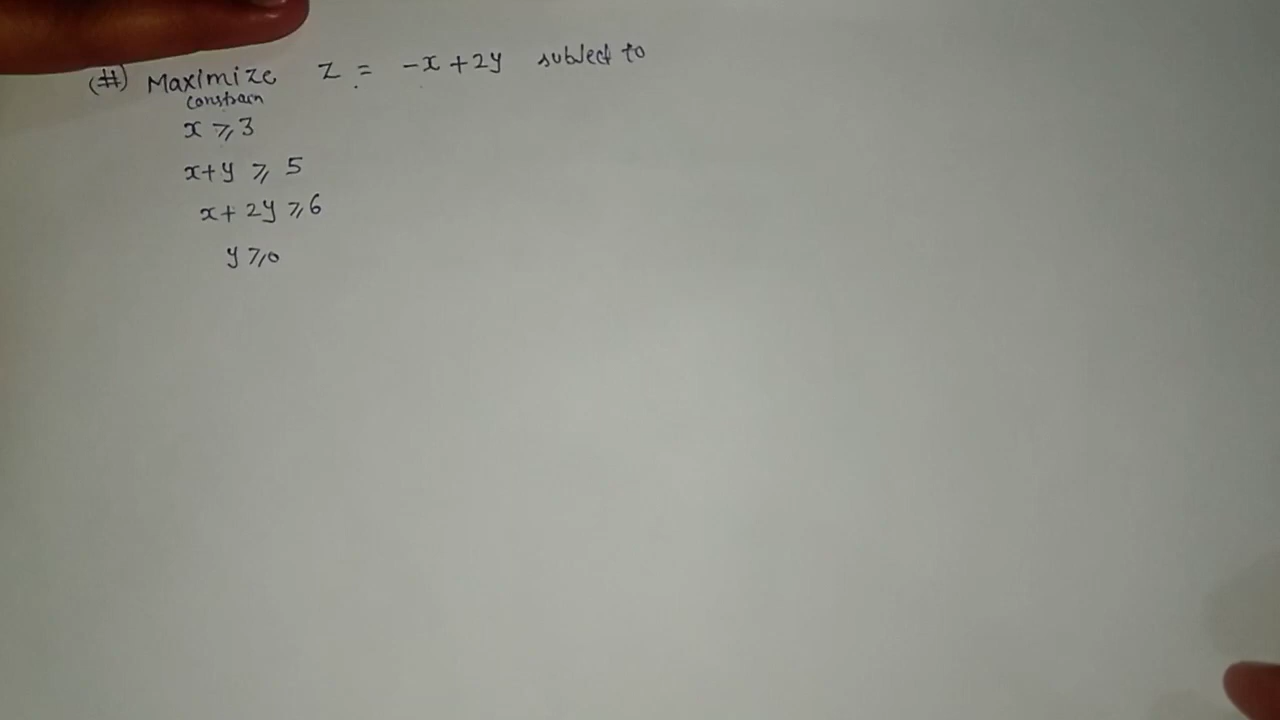 (#) Maximize Z = -x + 2y subject to
constrain
x ⩾ 3
x+y ⩾ 5
x+ 2y ⩾ 6
y ⩾ 0